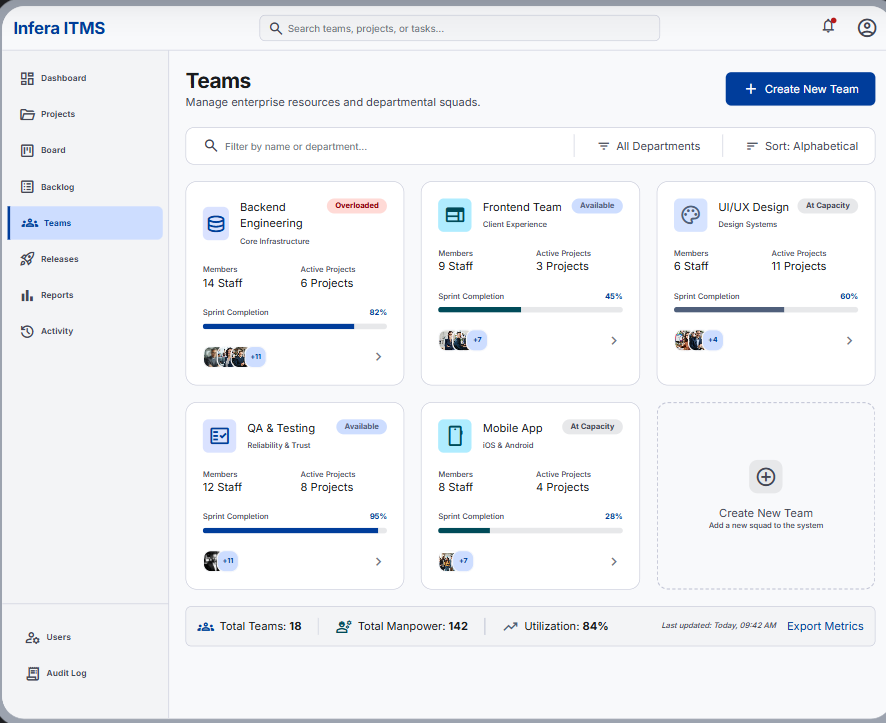 Infera ITMS
Search teams, projects, or tasks...
Dashboard
Projects
Board
Backlog
Teams
Releases
Reports
Activity
Users
Audit Log
Teams
Manage enterprise resources and departmental squads.
Create New Team
Filter by name or department...
All Departments
Sort: Alphabetical
Backend
Engineering
Core Infrastructure
Overloaded
Members
14 Staff
Active Projects
6 Projects
Sprint Completion
82%
+11
Frontend Team
Client Experience
Available
Members
9 Staff
Active Projects
3 Projects
Sprint Completion
45%
+7
UI/UX Design
Design Systems
At Capacity
Members
6 Staff
Active Projects
11 Projects
Sprint Completion
60%
+4
QA & Testing
Reliability & Trust
Available
Members
12 Staff
Active Projects
8 Projects
Sprint Completion
95%
+11
Mobile App
iOS & Android
At Capacity
Members
8 Staff
Active Projects
4 Projects
Sprint Completion
28%
+7
Create New Team
Add a new squad to the system
Total Teams: 18
Total Manpower: 142
Utilization: 84%
Last updated: Today, 09:42 AM
Export Metrics